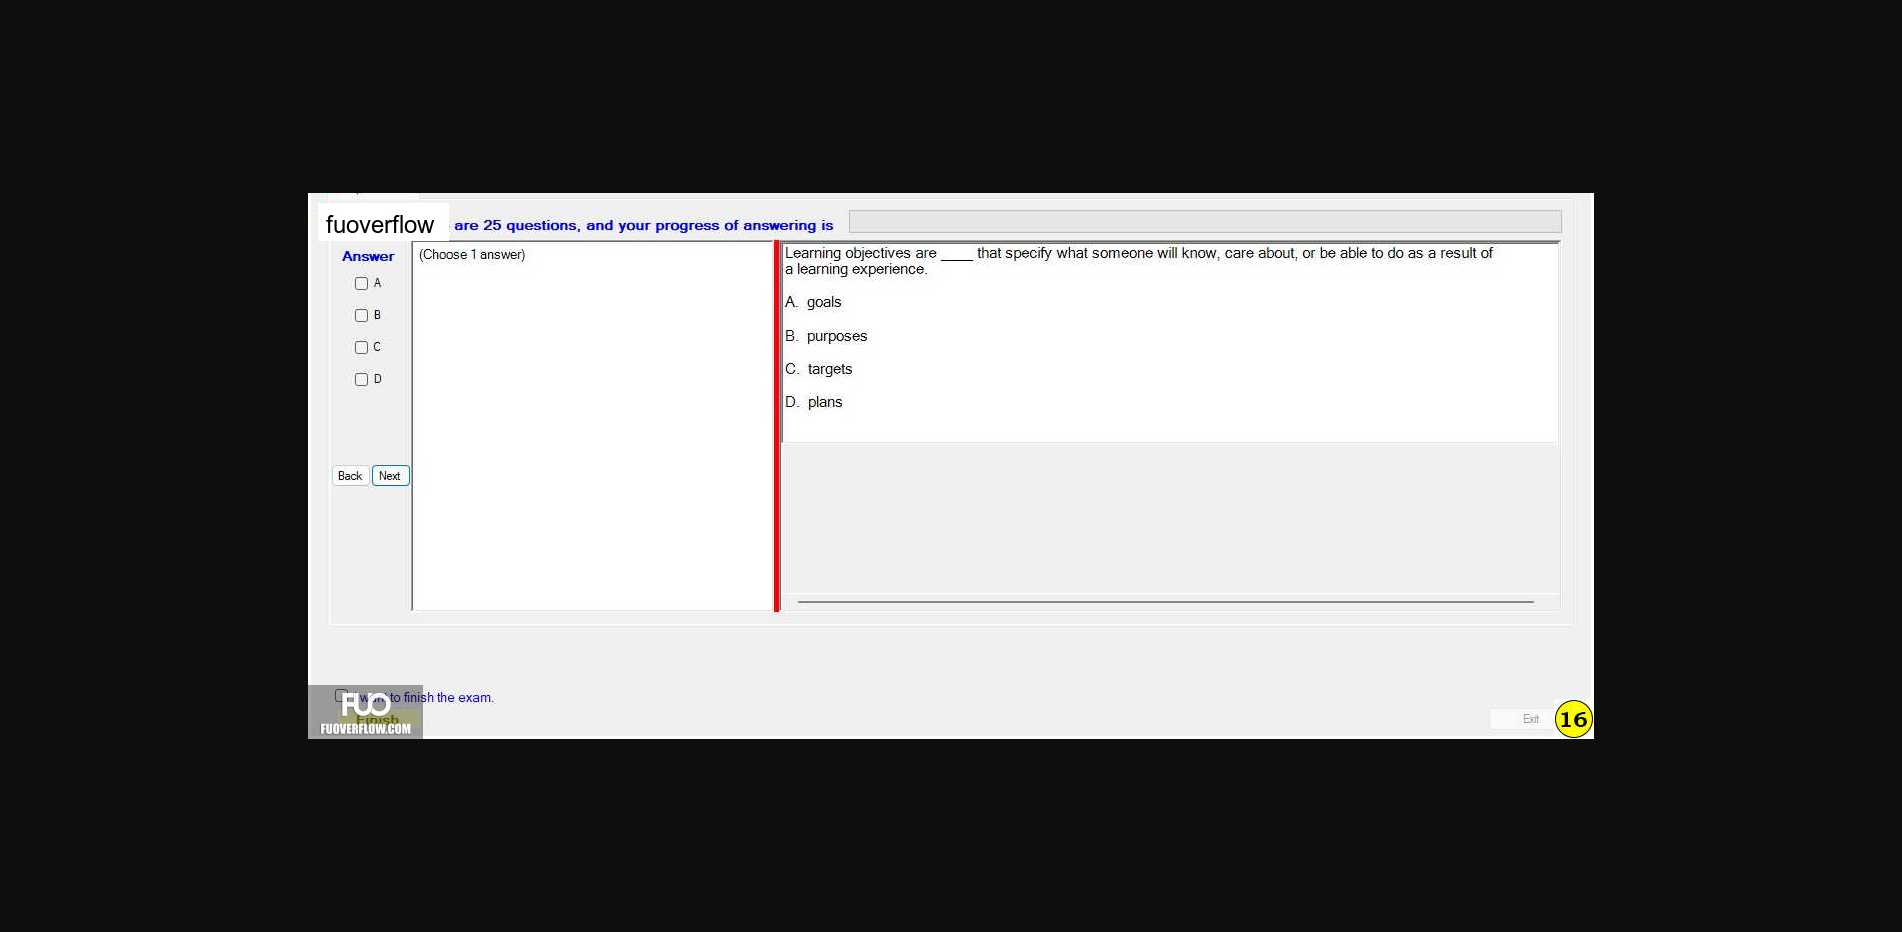 fuoverflow are 25 questions, and your progress of answering is
Answer
A
B
C
D
Back Next
(Choose 1 answer)
Learning objectives are ____ that specify what someone will know, care about, or be able to do as a result of
a learning experience.
A. goals
B. purposes
C. targets
D. plans
want to finish the exam.
Finish
FUO
FUOVERFLOW.COM
Exit
16